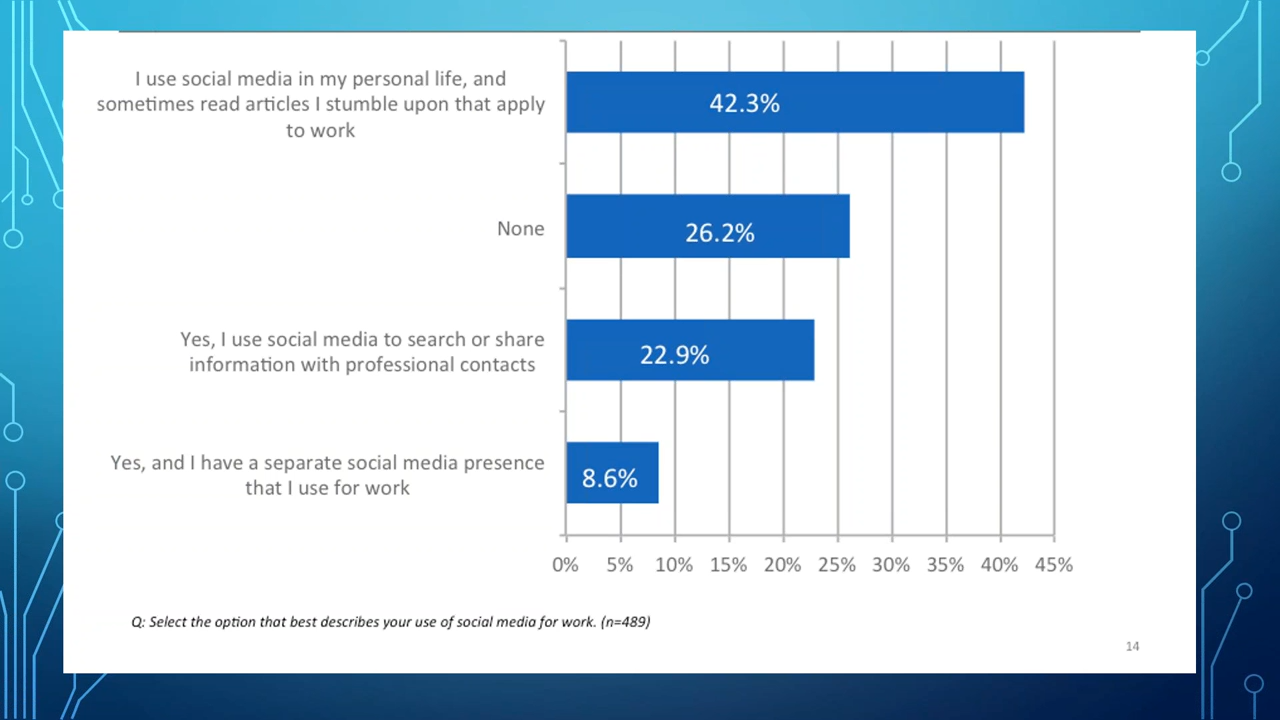 I use social media in my personal life, and
sometimes read articles I stumble upon that apply
to work
42.3%
None
26.2%
Yes, I use social media to search or share
information with professional contacts
22.9%
Yes, and I have a separate social media presence
that I use for work
8.6%
0% 5% 10% 15% 20% 25% 30% 35% 40% 45%
Q: Select the option that best describes your use of social media for work. (n=489)
14